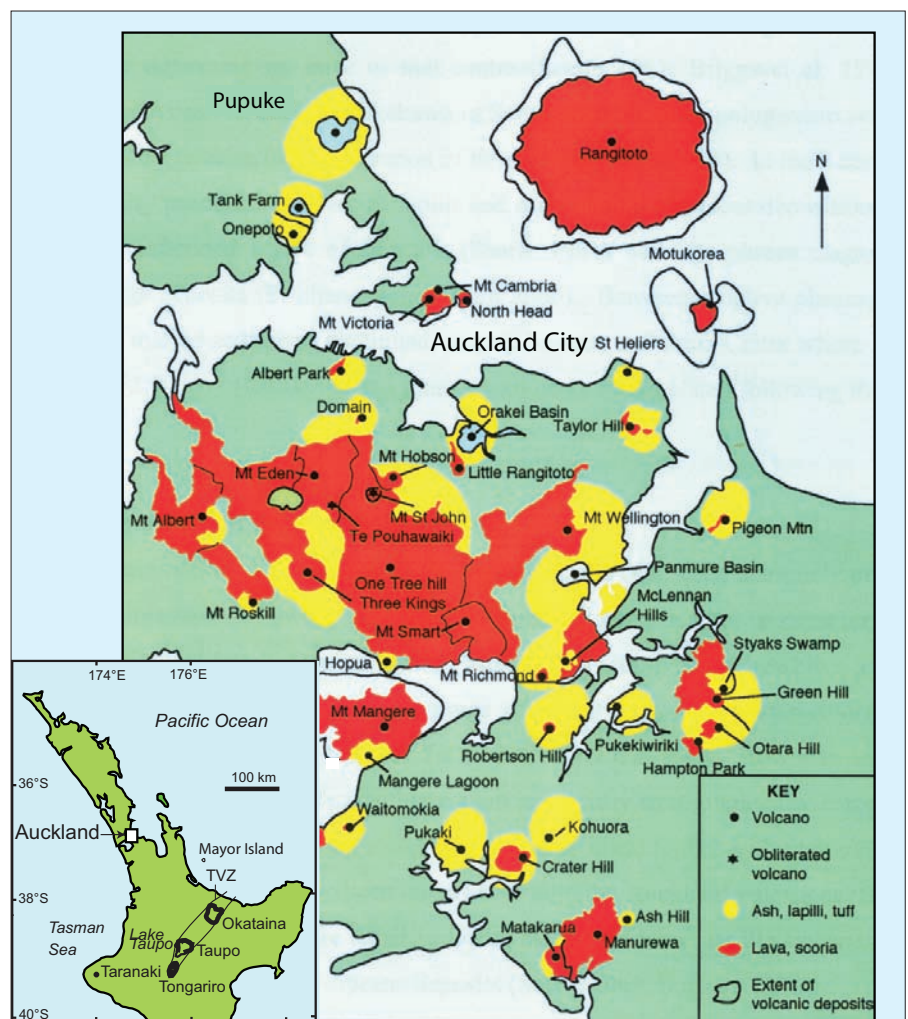 Pupuke
Rangitoto
N
Tank Farm
Onepoto
Motukorea
Mt Cambria
North Head
Mt Victoria
Auckland City
St Heliers
Albert Park
Domain
Orakei Basin
Taylor Hill
Mt Hobson
Mt Eden
Little Rangitoto
Mt Albert
Mt St John
Mt Wellington
Te Pouhawaiki
Pigeon Mtn
One Tree hill
Panmure Basin
Three Kings
McLennan
Hills
Mt Roskill
Mt Smart
Styaks Swamp
Hopua
Mt Richmond
Green Hill
Mt Mangere
Robertson Hill
Pukekiwiriki
Otara Hill
Hampton Park
Mangere Lagoon
Waitomokia
Pukaki
Kohuora
Crater Hill
Matakarua
Ash Hill
Manurewa
KEY
Volcano
Obliterated
volcano
Ash, lapilli, tuff
Lava, scoria
Extent of
volcanic deposits
174°E
176°E
Pacific Ocean
36°S
100 km
Auckland
Mayor Island
TVZ
38°S
Okataina
Tasman
Sea
Lake
Taupo
Taupo
Taranaki
Tongariro
40°S